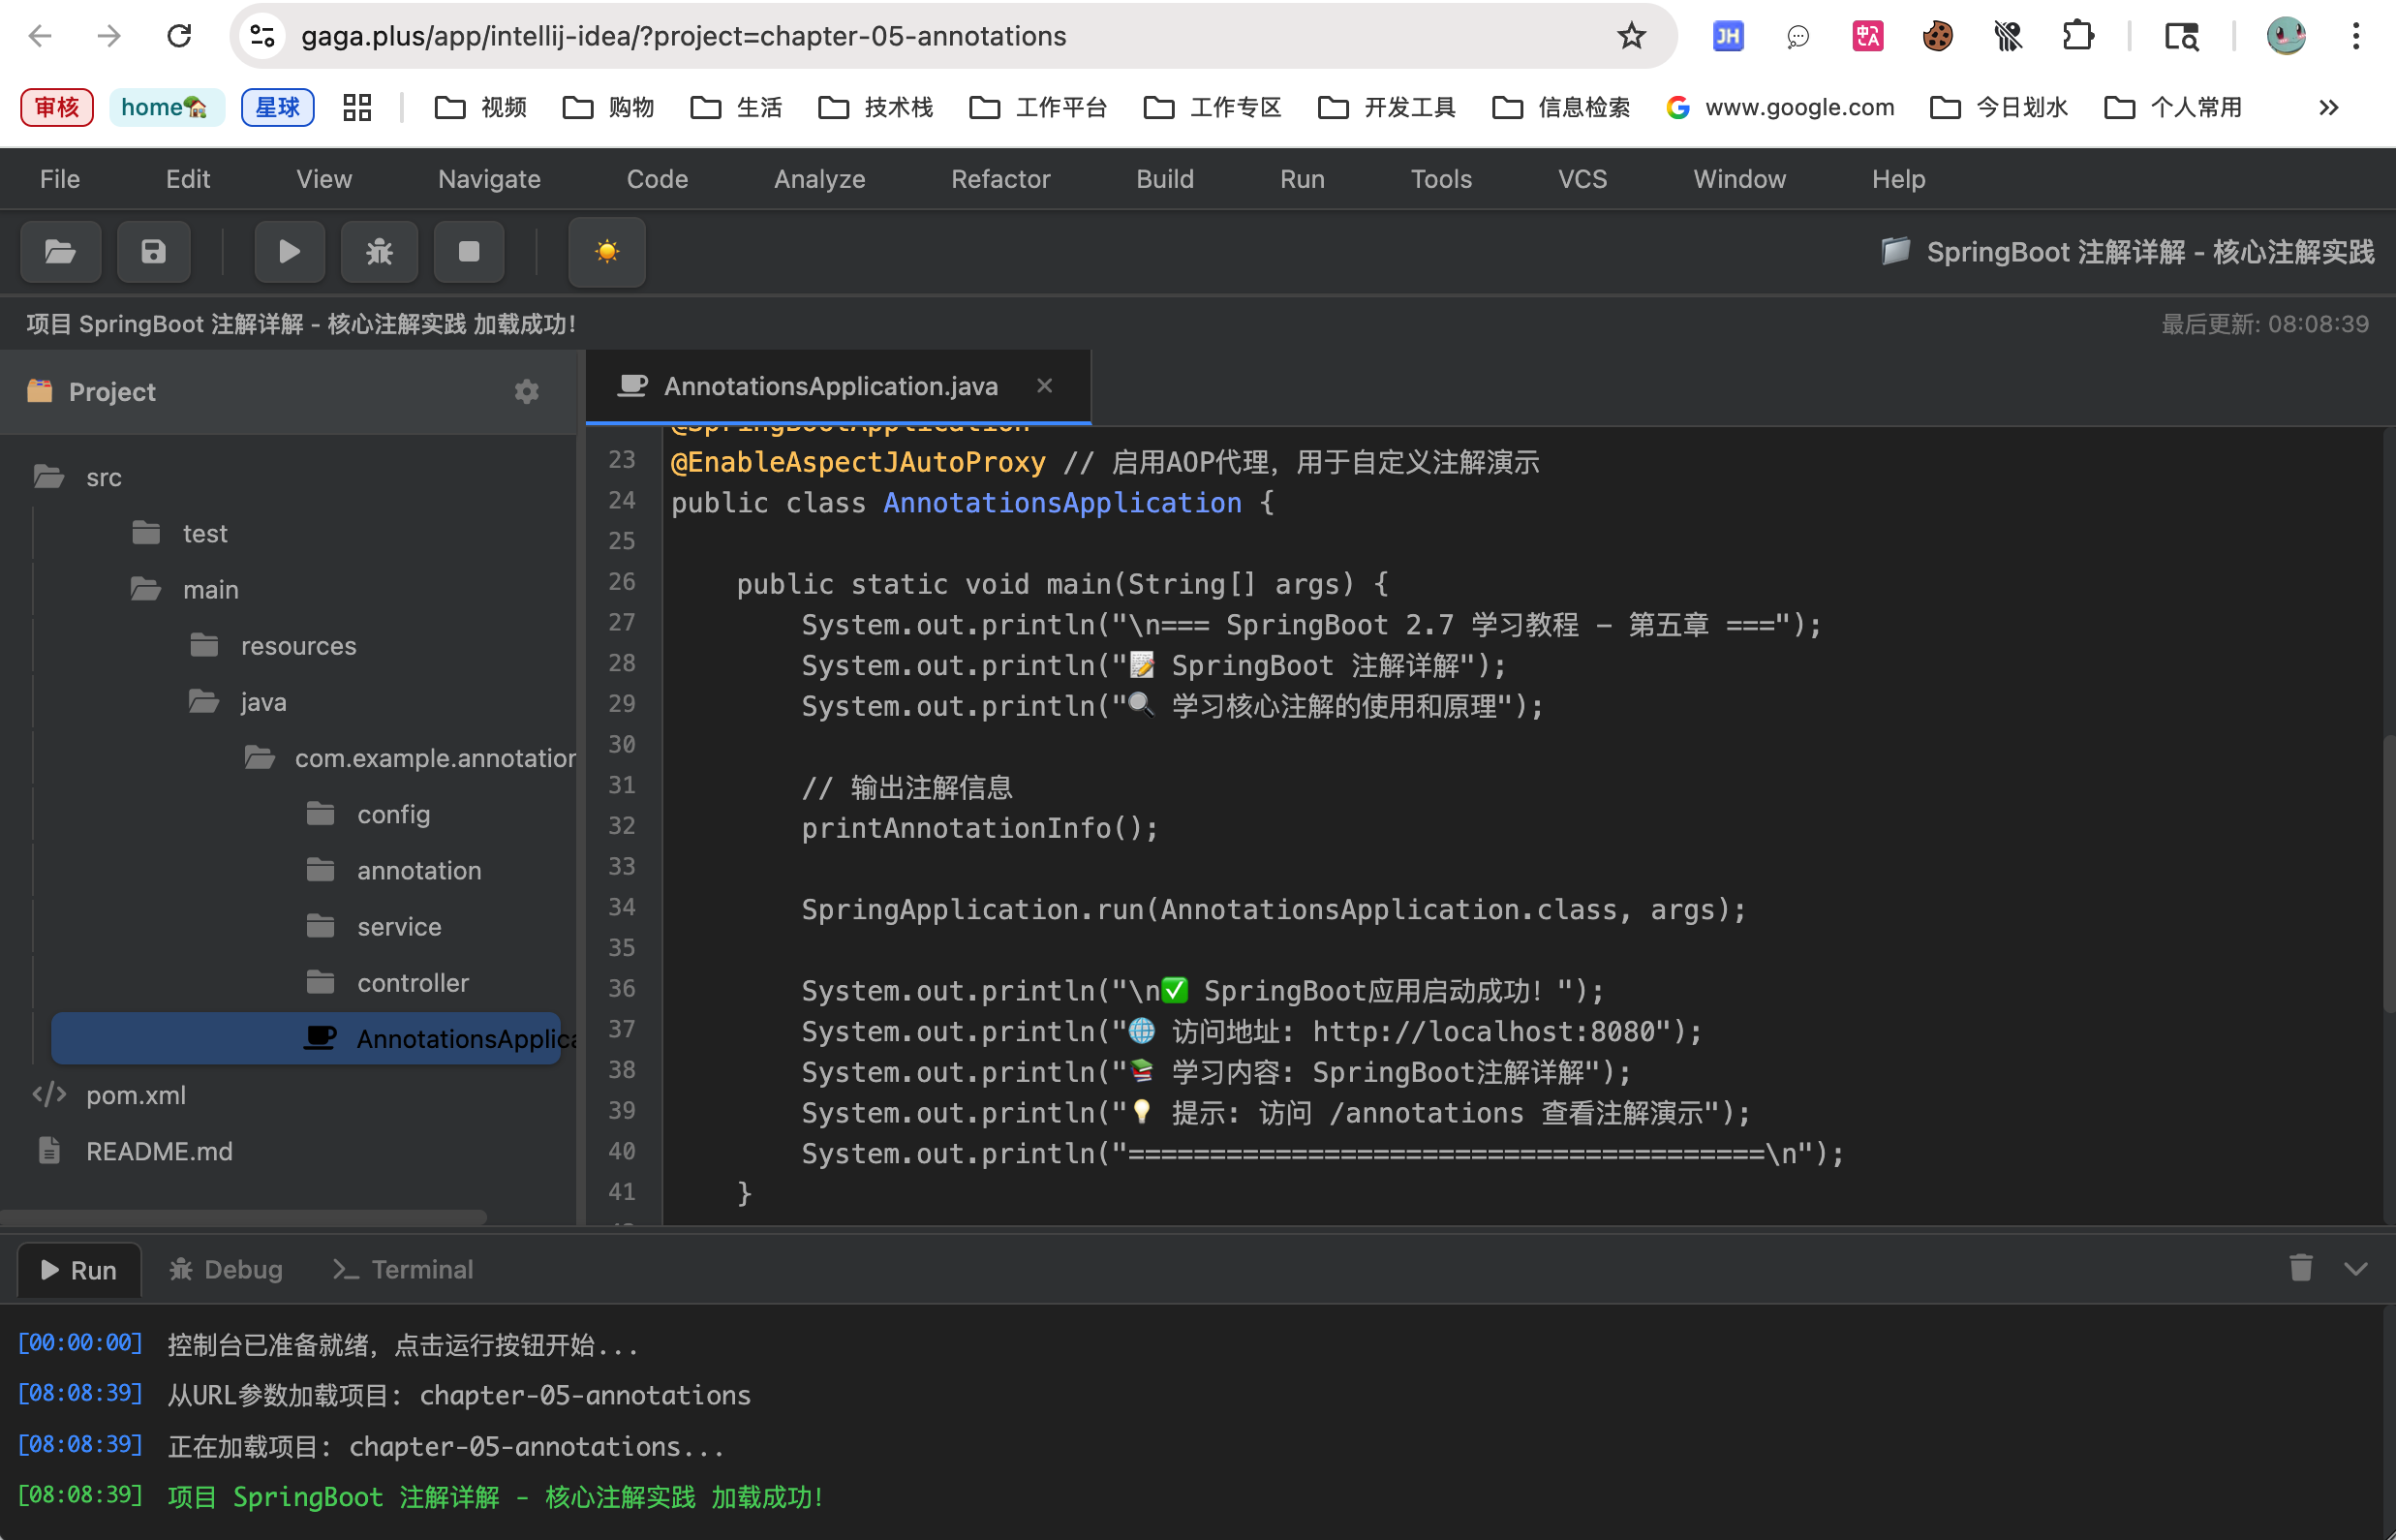 gaga.plus/app/intellij-idea/?project=chapter-05-annotations
JH
中A
审核 home 星球 视频 购物 生活 技术栈 工作平台 工作专区 开发工具 信息检索 www.google.com 今日划水 个人常用
File Edit View Navigate Code Analyze Refactor Build Run Tools VCS Window Help
SpringBoot 注解详解 - 核心注解实践
项目 SpringBoot 注解详解 - 核心注解实践 加载成功! 最后更新: 08:08:39
Project
AnnotationsApplication.java
src
test
main
resources
java
com.example.annotation
config
annotation
service
controller
AnnotationsApplica
pom.xml
README.md
@SpringBootApplication
23 @EnableAspectJAutoProxy // 启用AOP代理，用于自定义注解演示
24 public class AnnotationsApplication {
25
26 public static void main(String[] args) {
27 System.out.println("\n=== SpringBoot 2.7 学习教程 - 第五章 ===");
28 System.out.println("📝 SpringBoot 注解详解");
29 System.out.println("🔍 学习核心注解的使用和原理");
30
31 // 输出注解信息
32 printAnnotationInfo();
33
34 SpringApplication.run(AnnotationsApplication.class, args);
35
36 System.out.println("\n✅ SpringBoot应用启动成功！");
37 System.out.println("🌐 访问地址: http://localhost:8080");
38 System.out.println("📚 学习内容: SpringBoot注解详解");
39 System.out.println("💡 提示: 访问 /annotations 查看注解演示");
40 System.out.println("=======================================\n");
41 }
Run Debug Terminal
[00:00:00] 控制台已准备就绪，点击运行按钮开始...
[08:08:39] 从URL参数加载项目: chapter-05-annotations
[08:08:39] 正在加载项目: chapter-05-annotations...
[08:08:39] 项目 SpringBoot 注解详解 - 核心注解实践 加载成功!